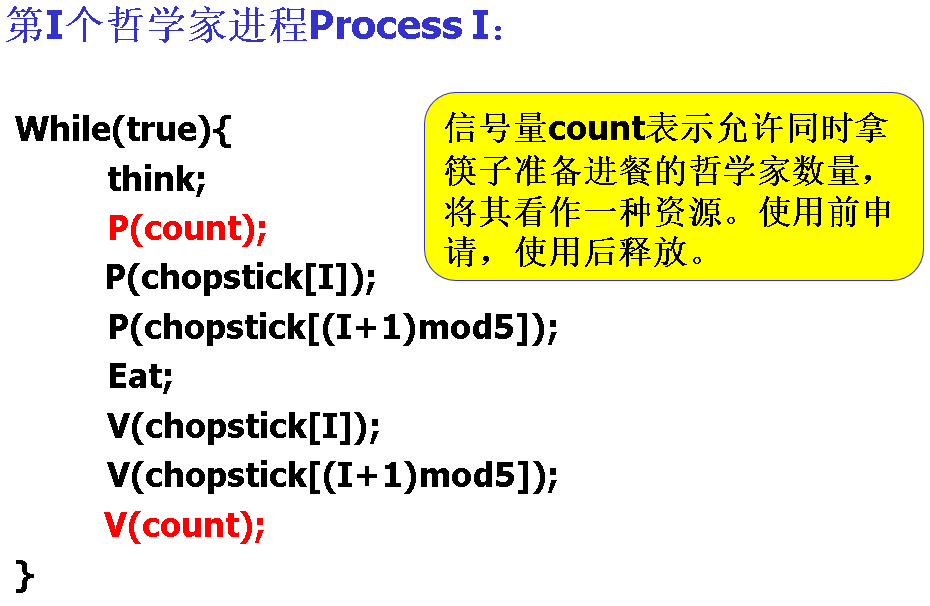 第I个哲学家进程Process I：
While(true){
think;
P(count);
P(chopstick[I]);
P(chopstick[(I+1)mod5]);
Eat;
V(chopstick[I]);
V(chopstick[(I+1)mod5]);
V(count);
}
信号量count表示允许同时拿
筷子准备进餐的哲学家数量，
将其看作一种资源。使用前申
请，使用后释放。